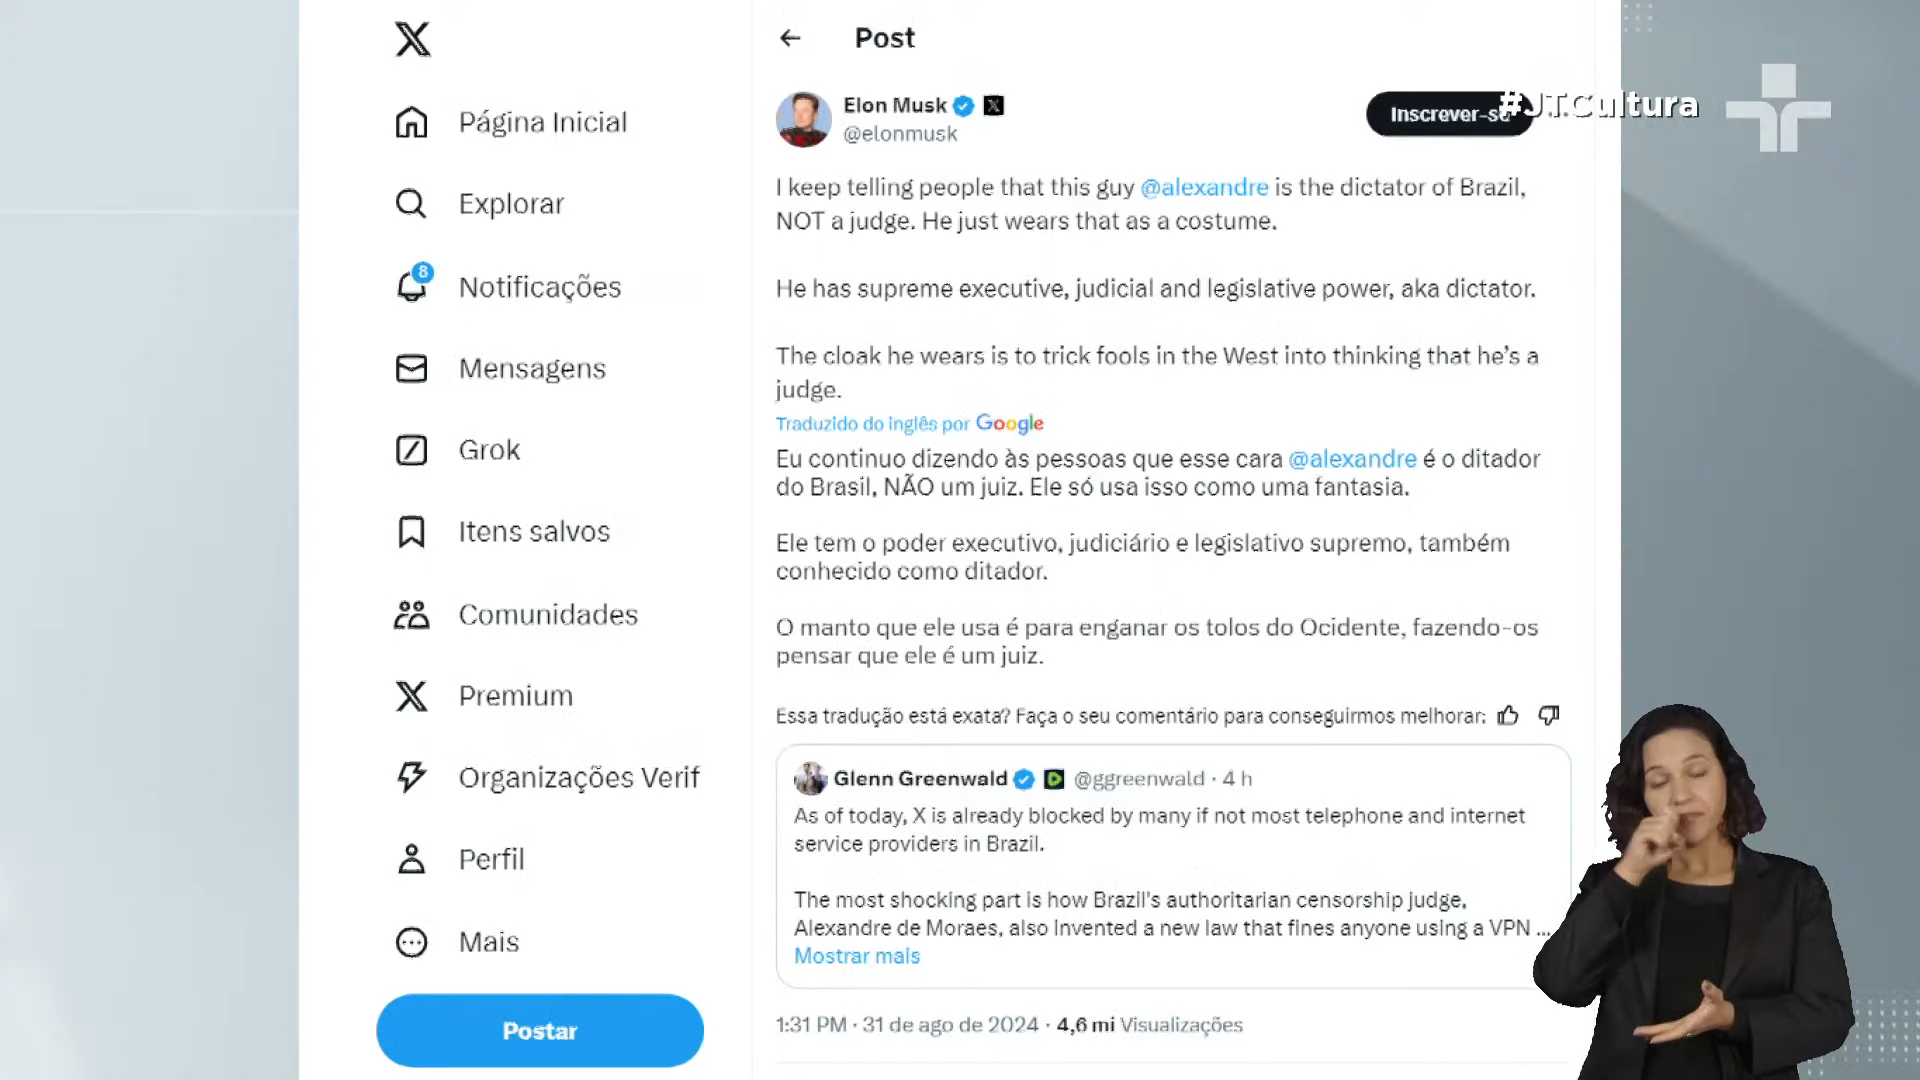 Post
Elon Musk
@elonmusk
Inscrever-se
#JTCultura
Página Inicial
Explorar
8
Notificações
Mensagens
Grok
Itens salvos
Comunidades
Premium
Organizações Verif
Perfil
Mais
Postar
I keep telling people that this guy @alexandre is the dictator of Brazil,
NOT a judge. He just wears that as a costume.
He has supreme executive, judicial and legislative power, aka dictator.
The cloak he wears is to trick fools in the West into thinking that he’s a
judge.
Traduzido do inglês por Google
Eu continuo dizendo às pessoas que esse cara @alexandre é o ditador
do Brasil, NÃO um juiz. Ele só usa isso como uma fantasia.
Ele tem o poder executivo, judiciário e legislativo supremo, também
conhecido como ditador.
O manto que ele usa é para enganar os tolos do Ocidente, fazendo-os
pensar que ele é um juiz.
Essa tradução está exata? Faça o seu comentário para conseguirmos melhorar:
Glenn Greenwald @ggreenwald · 4 h
As of today, X is already blocked by many if not most telephone and internet
service providers in Brazil.
The most shocking part is how Brazil's authoritarian censorship judge,
Alexandre de Moraes, also invented a new law that fines anyone using a VPN ...
Mostrar mais
1:31 PM · 31 de ago de 2024 · 4,6 mi Visualizações